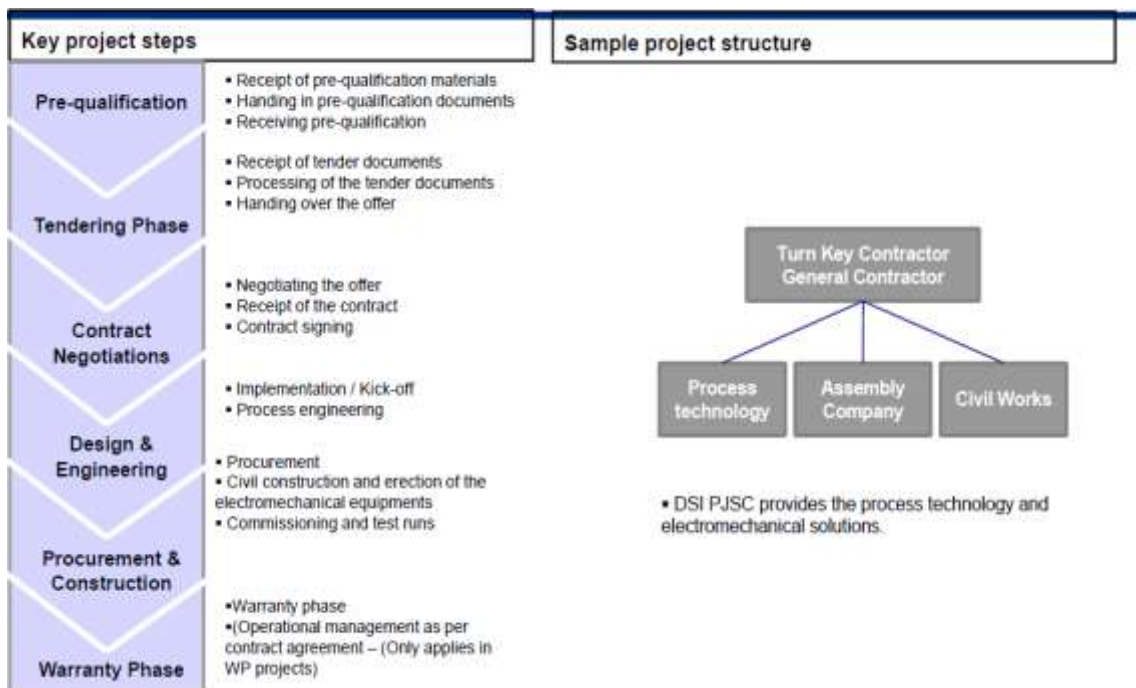 Key project steps
Pre-qualification
▪ Receipt of pre-qualification materials
▪ Handing in pre-qualification documents
▪ Receiving pre-qualification
Tendering Phase
▪ Receipt of tender documents
▪ Processing of the tender documents
▪ Handing over the offer
Contract
Negotiations
▪ Negotiating the offer
▪ Receipt of the contract
▪ Contract signing
Design &
Engineering
▪ Implementation / Kick-off
▪ Process engineering
Procurement &
Construction
▪ Procurement
▪ Civil construction and erection of the
electromechanical equipments
▪ Commissioning and test runs
Warranty Phase
▪Warranty phase
▪(Operational management as per
contract agreement – (Only applies in
WP projects)
Sample project structure
Turn Key Contractor
General Contractor
Process
technology
Assembly
Company
Civil Works
▪ DSI PJSC provides the process technology and
electromechanical solutions.